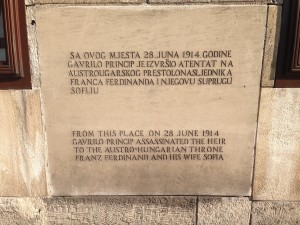 SA OVOG MJESTA 28 JUNA 1914 GODINE
GAVRILO PRINCIP JE IZVRŠIO ATENTAT NA
AUSTROUGARSKOG PRESTOLONASLJEDNIKA
FRANCA FERDINANDA I NJEGOVU SUPRUGU
SOFIJU
FROM THIS PLACE ON 28 JUNE 1914
GAVRILO PRINCIP ASSASSINATED THE HEIR
TO THE AUSTRO-HUNGARIAN THRONE
FRANZ FERDINAND AND HIS WIFE SOFIA